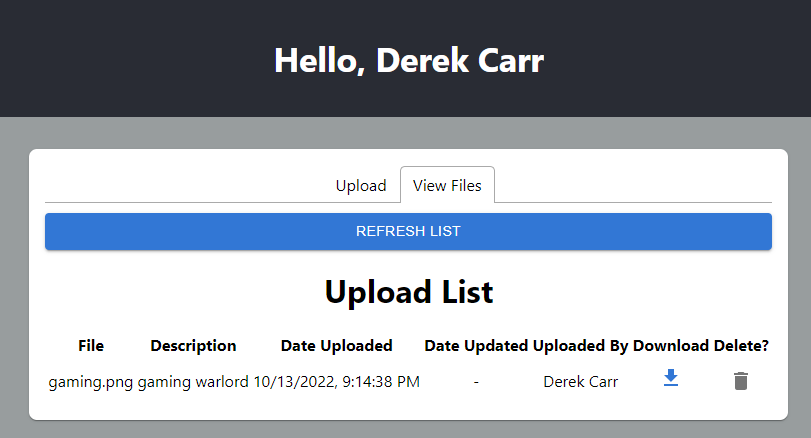 Hello, Derek Carr
Upload View Files
REFRESH LIST
Upload List
File Description Date Uploaded Date Updated Uploaded By Download Delete?
gaming.png gaming warlord 10/13/2022, 9:14:38 PM - Derek Carr